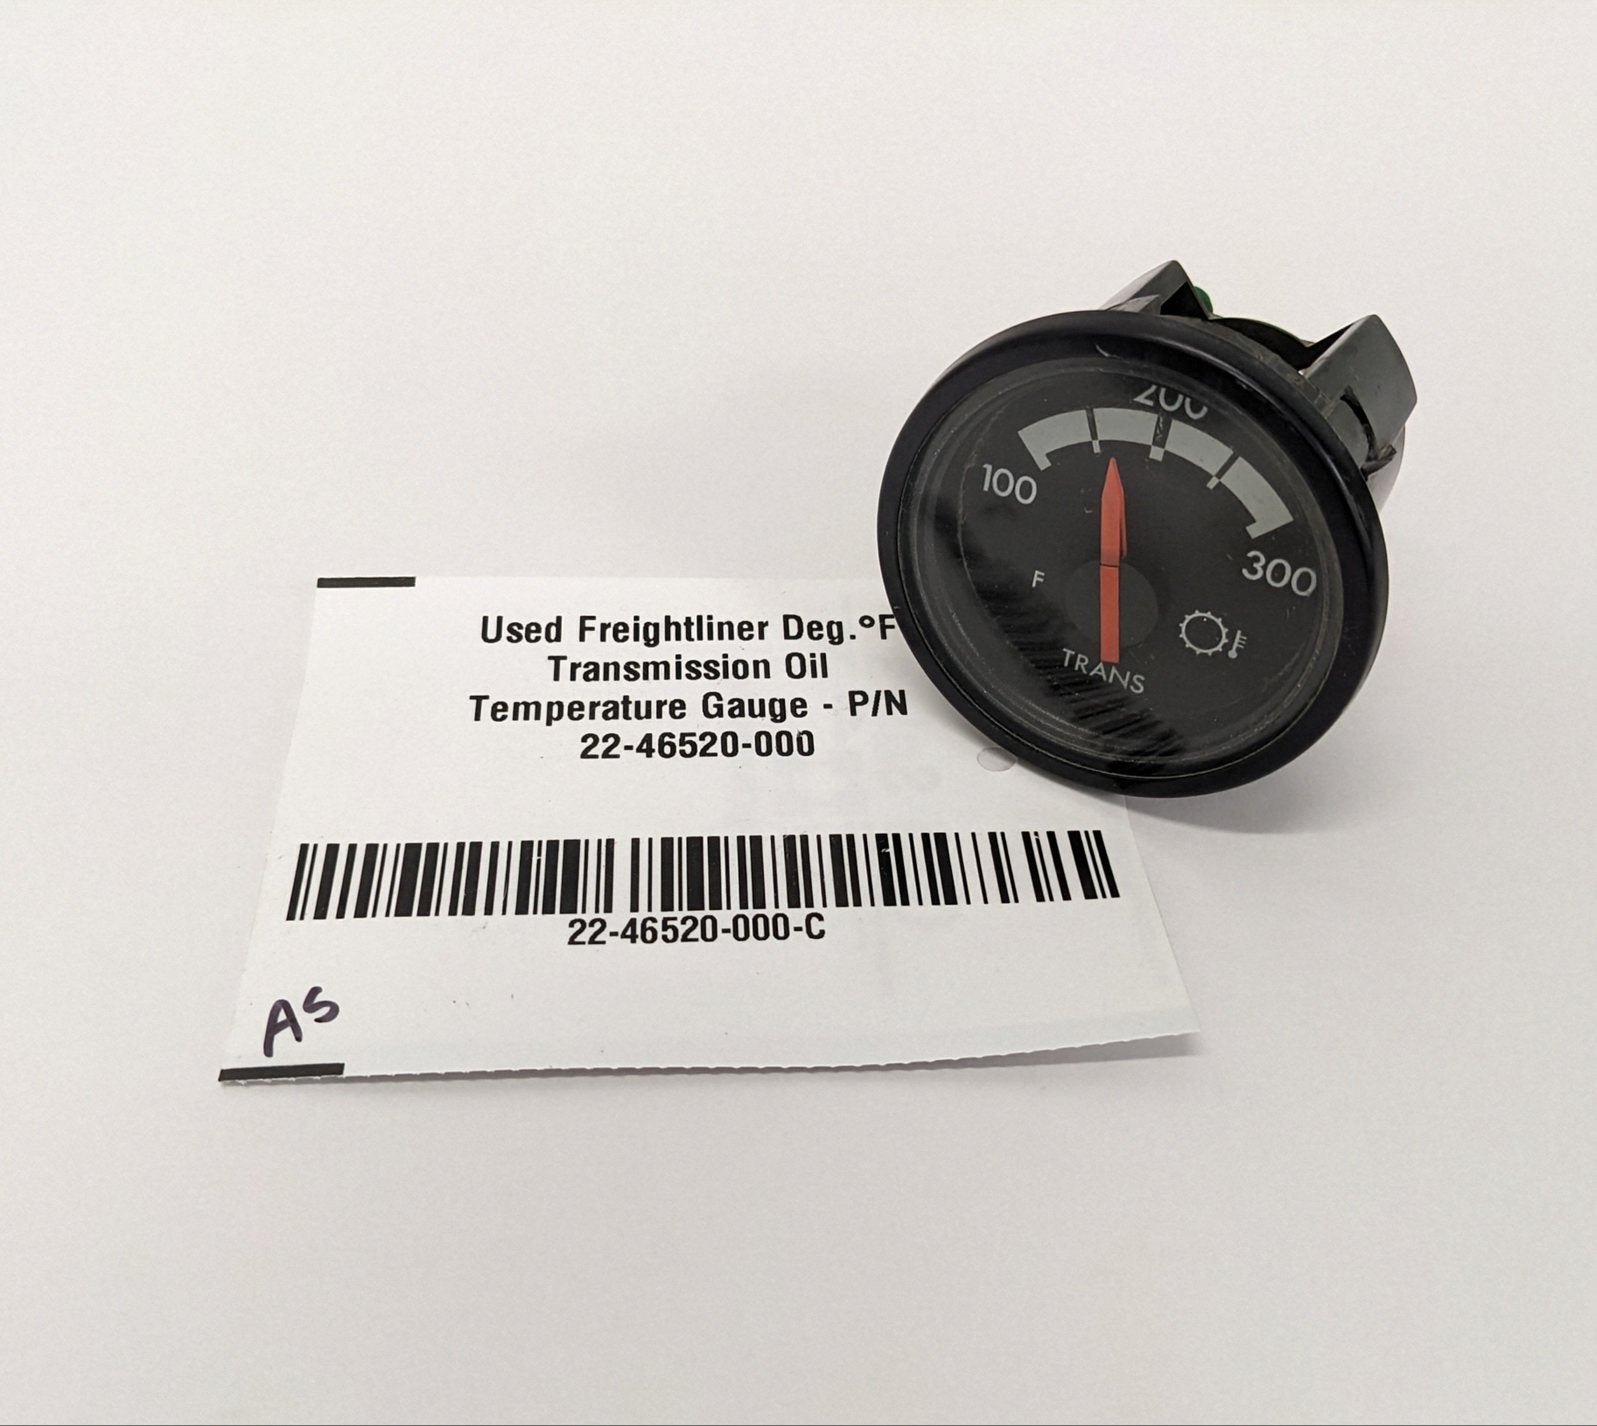 Used Freightliner Deg.°F
Transmission Oil
Temperature Gauge - P/N
22-46520-000
22-46520-000-C
AS
200
100
300
F
TRANS